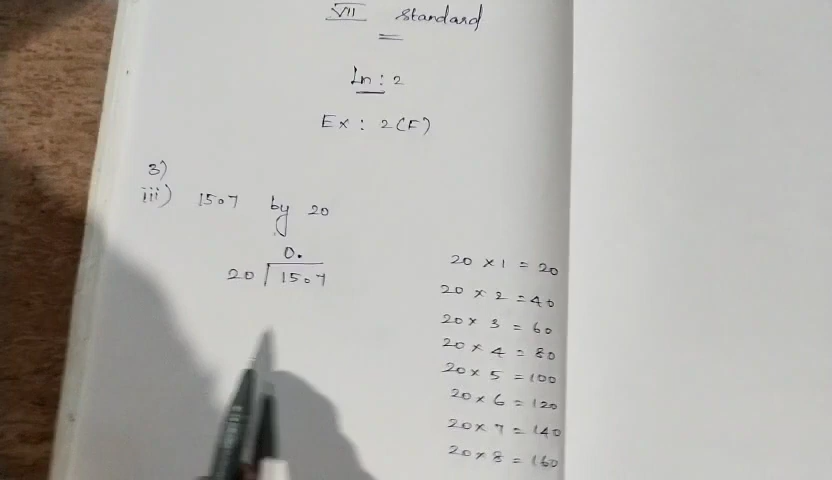 VII standard
Ln: 2
Ex: 2(F)
3)
iii) 15.7 by 20
0.
20 15.7
20 × 1 = 20
20 × 2 = 40
20 × 3 = 60
20 × 4 = 80
20 × 5 = 100
20 × 6 = 120
20 × 7 = 140
20 × 8 = 160